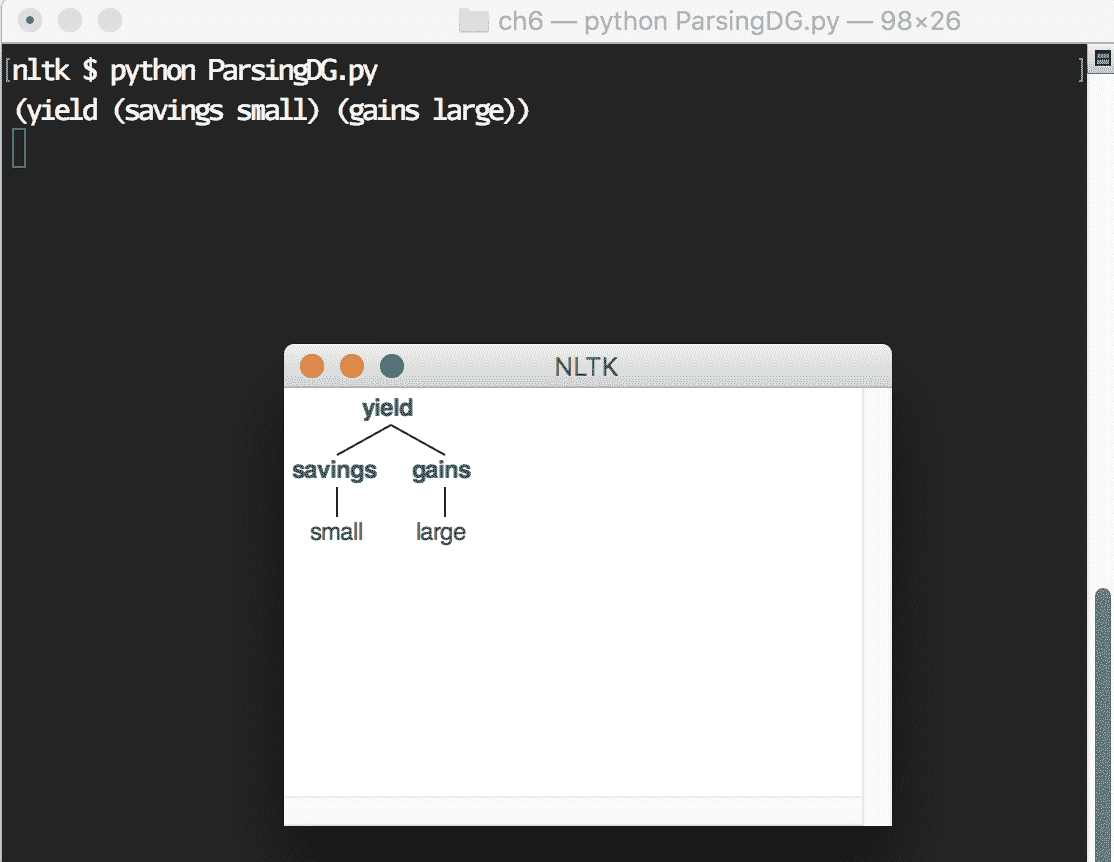 ch6 — python ParsingDG.py — 98×26
nltk $ python ParsingDG.py
(yield (savings small) (gains large))
NLTK
yield
savings gains
small large